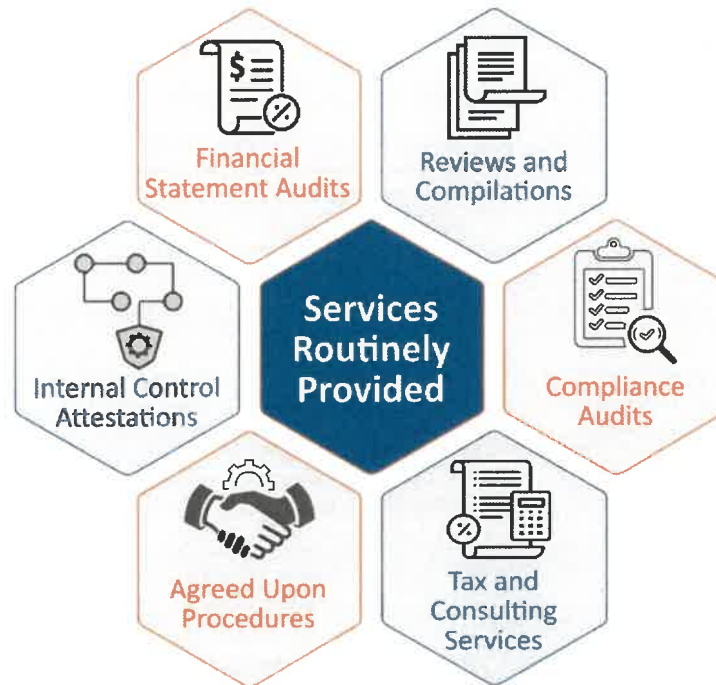 $
%
Financial
Statement Audits
Reviews and
Compilations
Internal Control
Attestations
Services
Routinely
Provided
Compliance
Audits
Agreed Upon
Procedures
%
Tax and
Consulting
Services